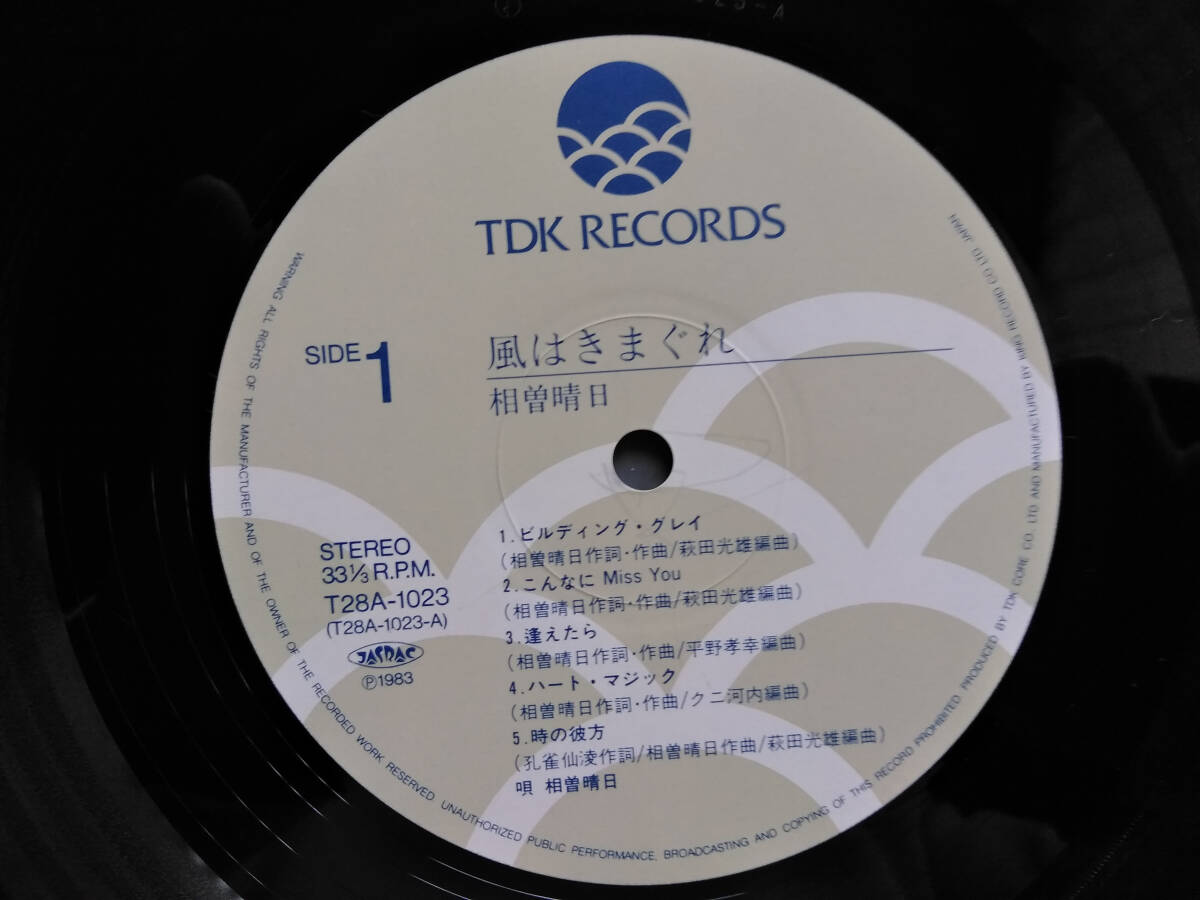 TDK RECORDS
SIDE 1
風はきまぐれ
相曽晴日
STEREO
33⅓ R.P.M.
T28A-1023
(T28A-1023-A)
JASRAC
Ⓟ1983
1.ビルディング・グレイ
(相曽晴日作詞・作曲/萩田光雄編曲)
2.こんなに Miss You
(相曽晴日作詞・作曲/萩田光雄編曲)
3.逢えたら
(相曽晴日作詞・作曲/平野孝幸編曲)
4.ハート・マジック
(相曽晴日作詞・作曲/クニ河内編曲)
5.時の彼方
(孔雀仙凌作詞/相曽晴日作曲/萩田光雄編曲)
唄 相曽晴日
WARNING ALL RIGHTS OF THE MANUFACTURER AND OF THE OWNER OF THE RECORDED WORK RESERVED UNAUTHORIZED PUBLIC PERFORMANCE, BROADCASTING AND COPYING OF THIS RECORD PROHIBITED PRODUCED BY TDK CORE CO. LTD AND MANUFACTURED BY KING RECORD CO LTD JAPAN